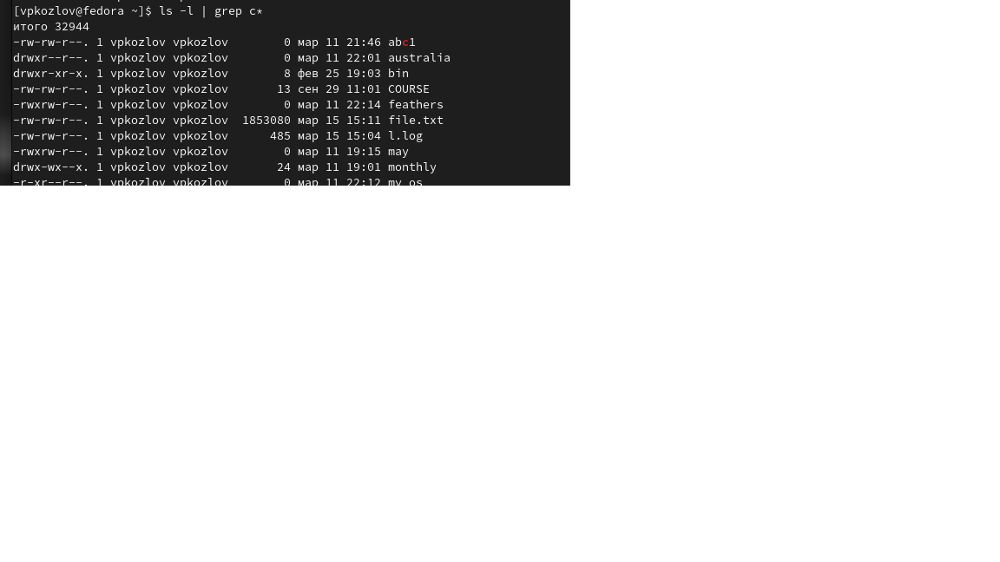 [vpkozlov@fedora ~]$ ls -l | grep c*
итого 32944
-rw-rw-r--. 1 vpkozlov vpkozlov        0 мар 11 21:46 abc1
drwxr--r--. 1 vpkozlov vpkozlov        0 мар 11 22:01 australia
drwxr-xr-x. 1 vpkozlov vpkozlov        8 фев 25 19:03 bin
-rw-rw-r--. 1 vpkozlov vpkozlov       13 сен 29 11:01 COURSE
-rwxrw-r--. 1 vpkozlov vpkozlov        0 мар 11 22:14 feathers
-rw-rw-r--. 1 vpkozlov vpkozlov  1853080 мар 15 15:11 file.txt
-rw-rw-r--. 1 vpkozlov vpkozlov      485 мар 15 15:04 l.log
-rwxrw-r--. 1 vpkozlov vpkozlov        0 мар 11 19:15 may
drwx-wx--x. 1 vpkozlov vpkozlov       24 мар 11 19:01 monthly
-r-xr--r--. 1 vpkozlov vpkozlov        0 мар 11 22:12 my_os